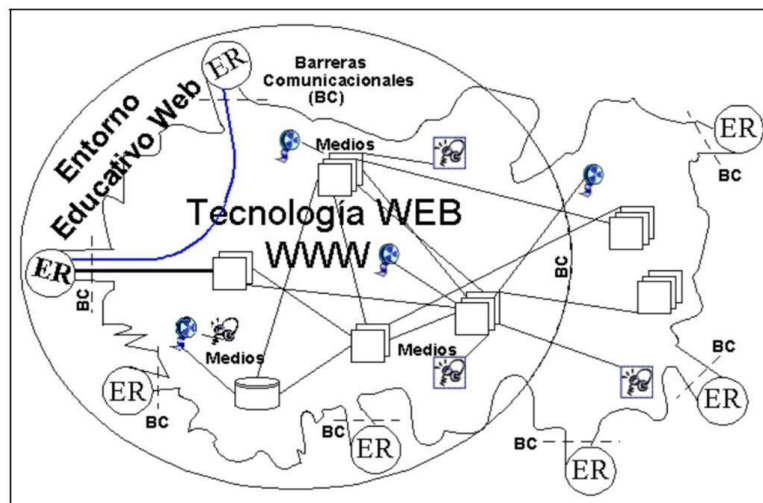 ER
Barreras
Comunicacionales
(BC)
Entorno
Educativo Web
ER
BC
Medios
Tecnología WEB
WWW
ER
BC
BC
BC
Medios
Medios
ER
BC
BC
ER
BC
ER
BC
ER